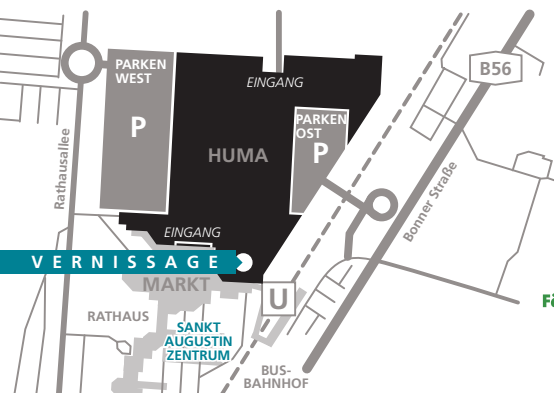 PARKEN
WEST
P
EINGANG
B56
PARKEN
OST
P
HUMA
Rathausallee
Bonner Straße
EINGANG
VERNISSAGE
MARKT
U
RATHAUS
SANKT
AUGUSTIN
ZENTRUM
BUS-
BAHNHOF